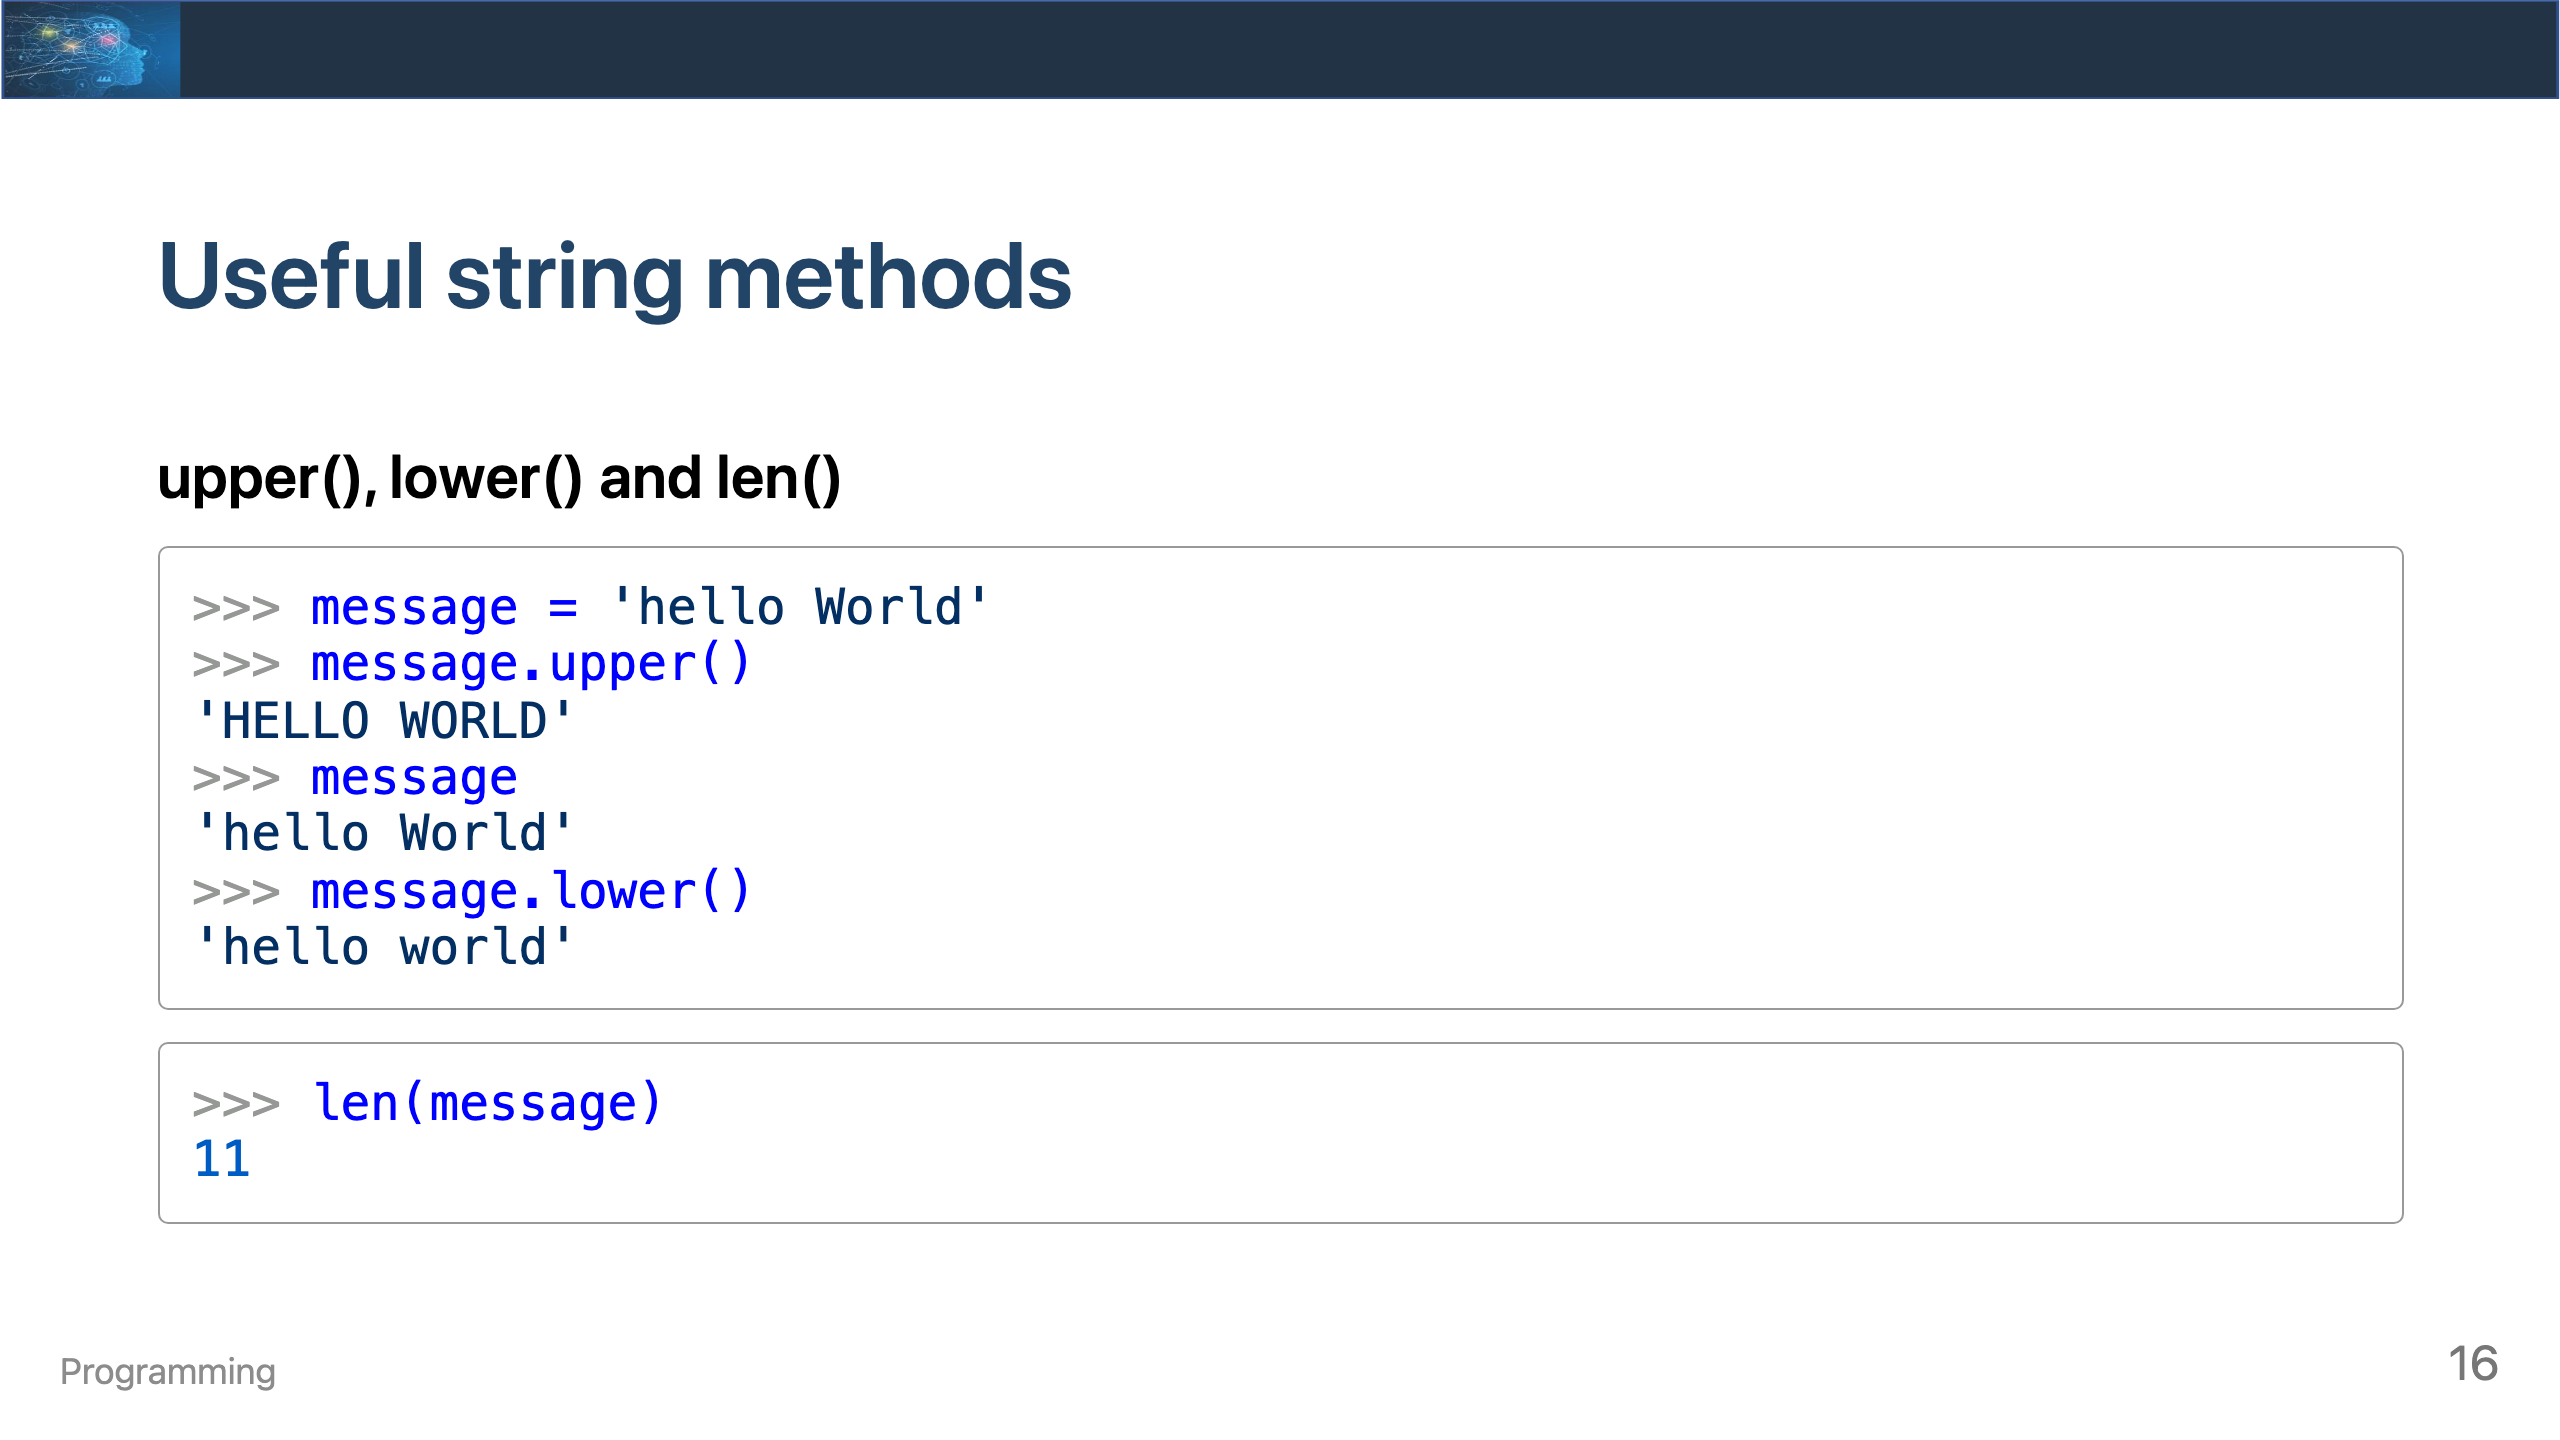 Useful string methods
upper(), lower() and len()
>>> message = 'hello World'
>>> message.upper()
'HELLO WORLD'
>>> message
'hello World'
>>> message.lower()
'hello world'
>>> len(message)
11
Programming
16